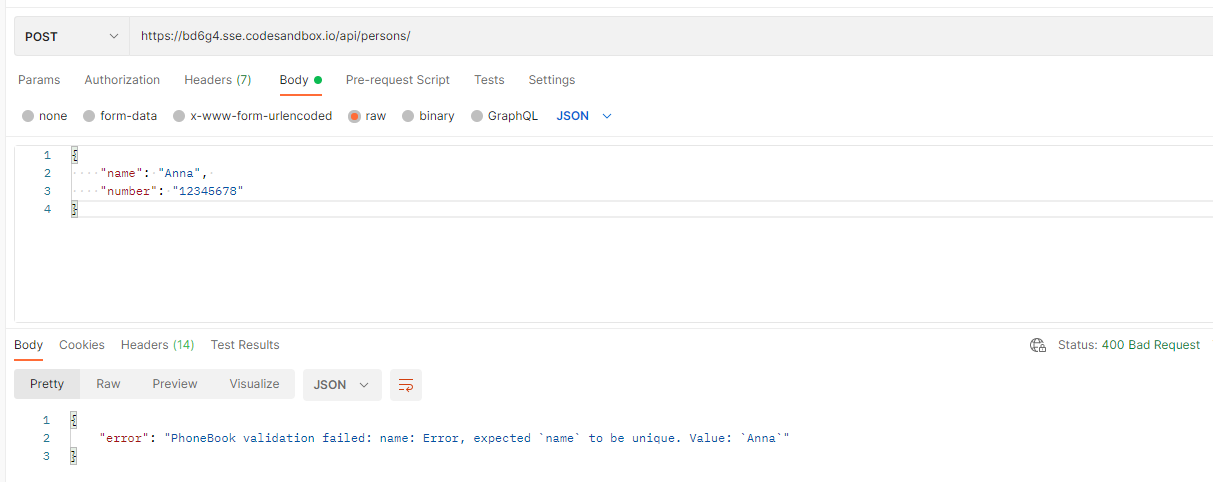 POST https://bd6g4.sse.codesandbox.io/api/persons/
Params Authorization Headers (7) Body Pre-request Script Tests Settings
none form-data x-www-form-urlencoded raw binary GraphQL JSON
1 {
2 "name": "Anna",
3 "number": "12345678"
4 }
Body Cookies Headers (14) Test Results Status: 400 Bad Request
Pretty Raw Preview Visualize JSON
1 {
2 "error": "PhoneBook validation failed: name: Error, expected `name` to be unique. Value: `Anna`"
3 }